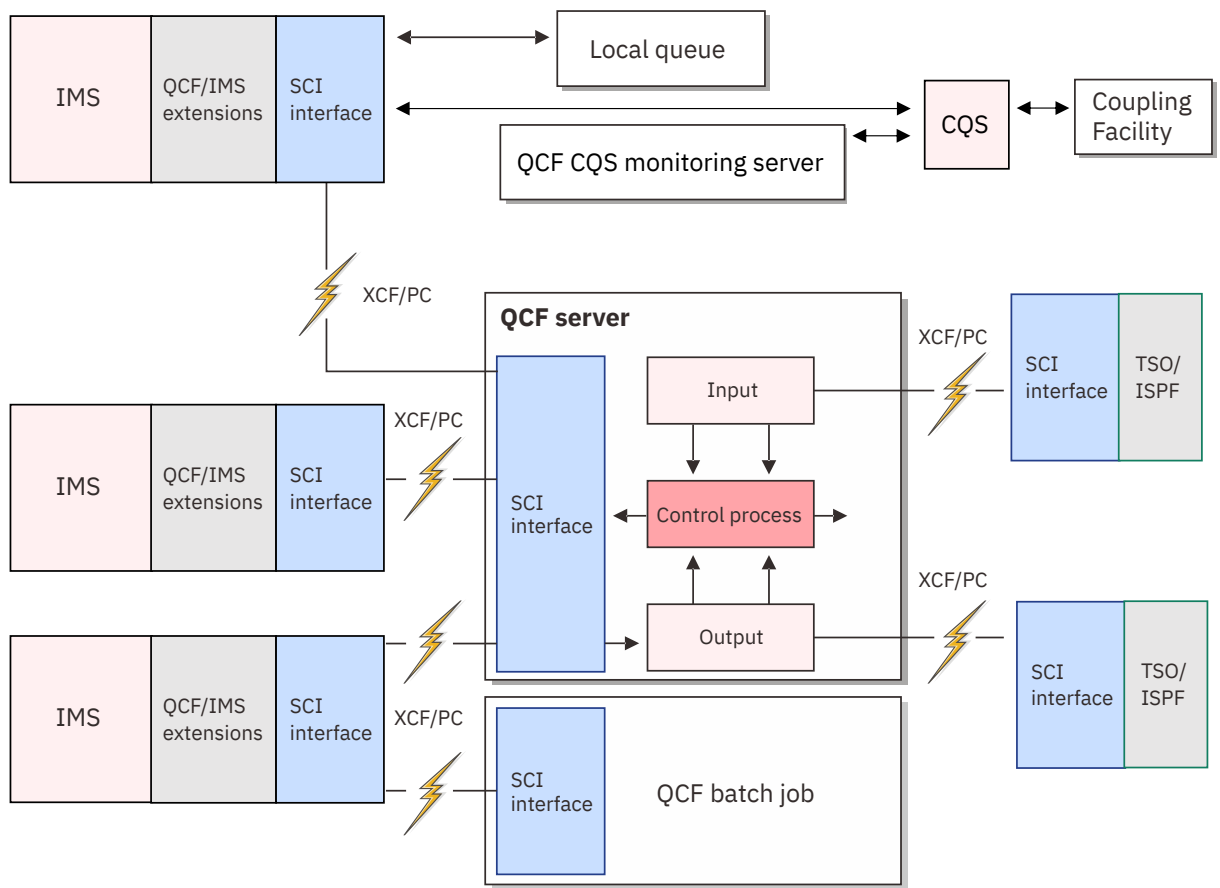 IMS
QCF/IMS
extensions
SCI
interface
Local queue
CQS
Coupling
Facility
QCF CQS monitoring server
XCF/PC
QCF server
XCF/PC
SCI
interface
TSO/
ISPF
Input
IMS
QCF/IMS
extensions
SCI
interface
XCF/PC
SCI
interface
Control process
XCF/PC
Output
SCI
interface
TSO/
ISPF
IMS
QCF/IMS
extensions
SCI
interface
XCF/PC
SCI
interface
QCF batch job